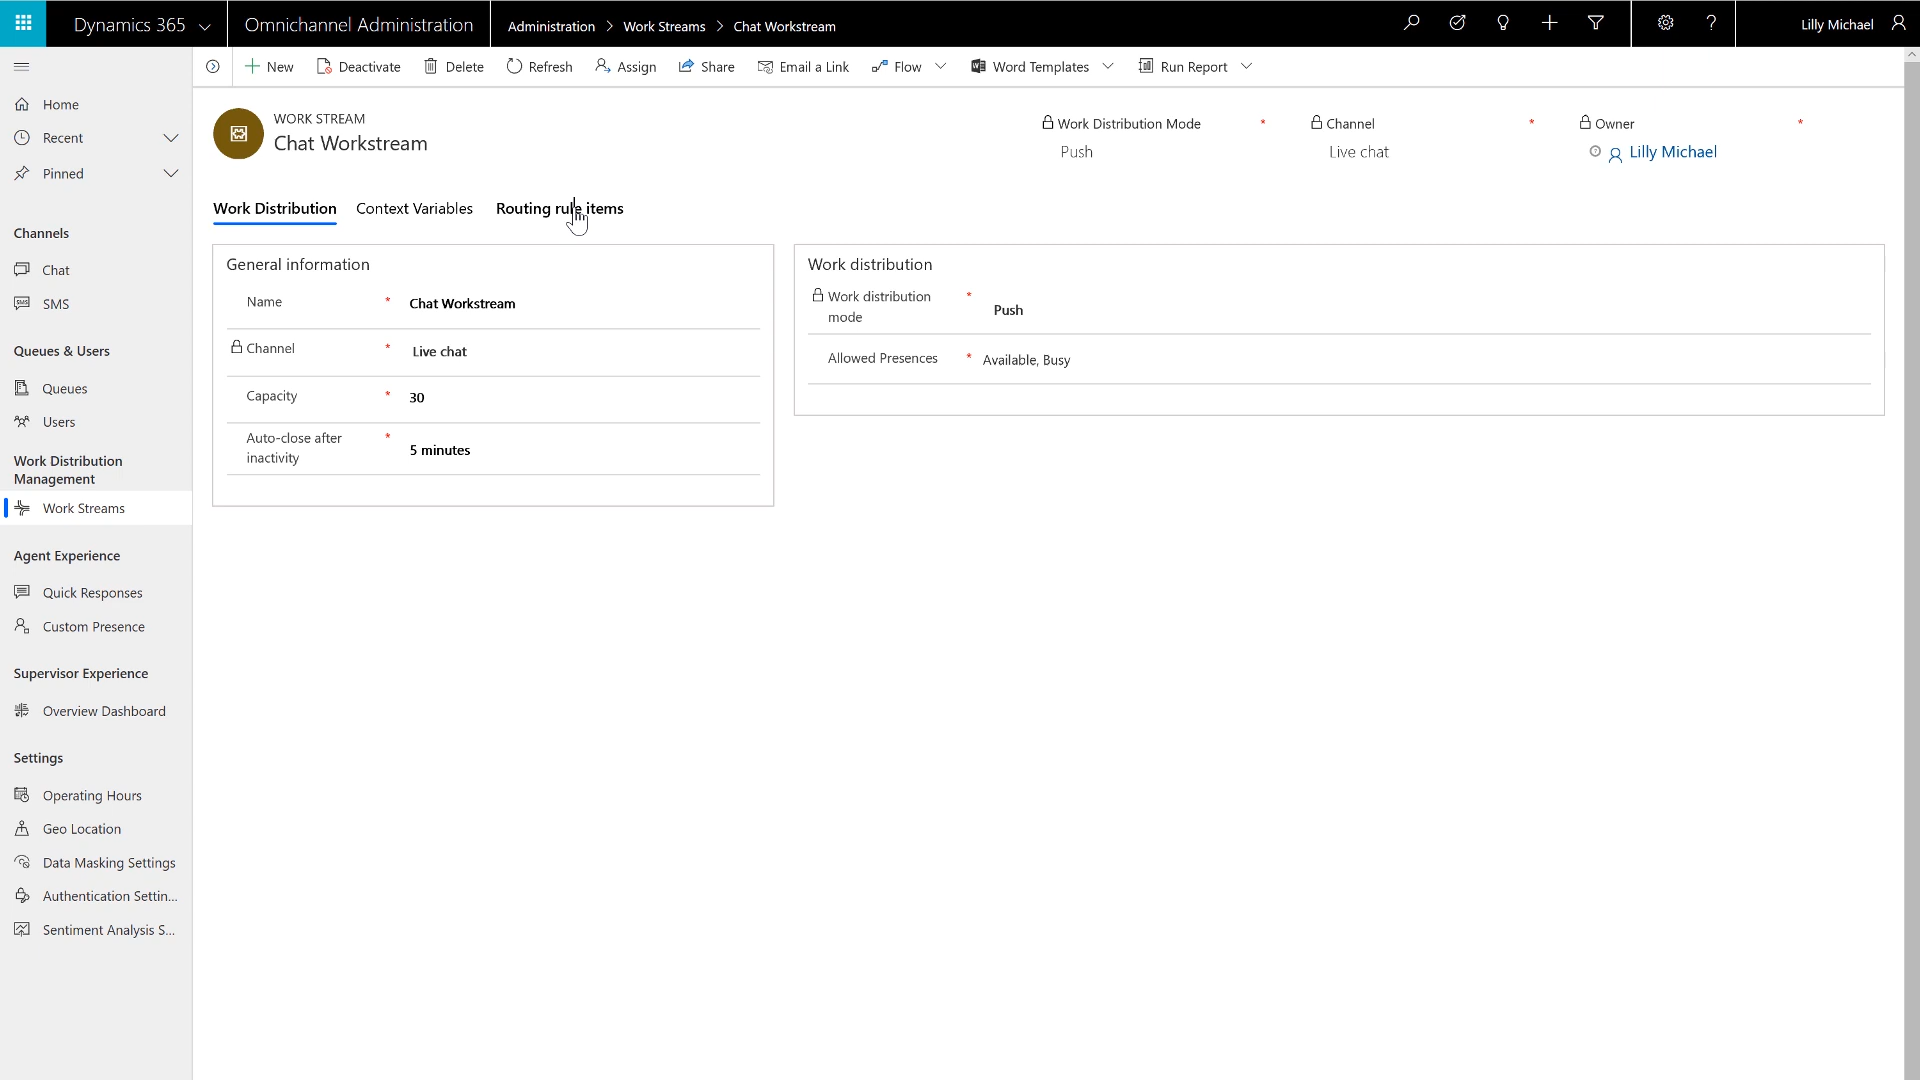 Dynamics 365
Omnichannel Administration
Administration > Work Streams > Chat Workstream
?
Lilly Michael
New
Deactivate
Delete
Refresh
Assign
Share
Email a Link
Flow
Word Templates
Run Report
Home
Recent
Pinned
Channels
Chat
SMS
Queues & Users
Queues
Users
Work Distribution
Management
Work Streams
Agent Experience
Quick Responses
Custom Presence
Supervisor Experience
Overview Dashboard
Settings
Operating Hours
Geo Location
Data Masking Settings
Authentication Settin...
Sentiment Analysis S...
WORK STREAM
Chat Workstream
Work Distribution Mode *
Push
Channel *
Live chat
Owner *
Lilly Michael
Work Distribution
Context Variables
Routing rule items
General information
Name * Chat Workstream
Channel * Live chat
Capacity * 30
Auto-close after
inactivity * 5 minutes
Work distribution
Work distribution
mode * Push
Allowed Presences * Available, Busy